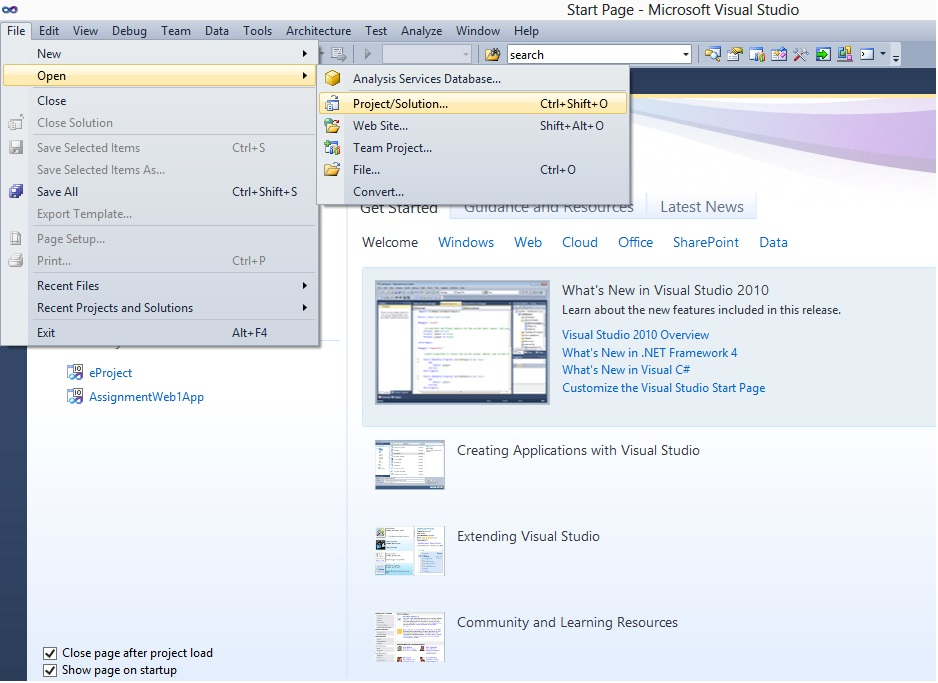 Start Page - Microsoft Visual Studio
File Edit View Debug Team Data Tools Architecture Test Analyze Window Help
search
New
Open
Close
Close Solution
Save Selected Items Ctrl+S
Save Selected Items As...
Save All Ctrl+Shift+S
Export Template...
Page Setup...
Print... Ctrl+P
Recent Files
Recent Projects and Solutions
Exit Alt+F4
Analysis Services Database...
Project/Solution... Ctrl+Shift+O
Web Site... Shift+Alt+O
Team Project...
File... Ctrl+O
Convert...
Get Started Guidance and Resources Latest News
Welcome Windows Web Cloud Office SharePoint Data
What's New in Visual Studio 2010
Learn about the new features included in this release.
Visual Studio 2010 Overview
What's New in .NET Framework 4
What's New in Visual C#
Customize the Visual Studio Start Page
eProject
AssignmentWeb1App
Creating Applications with Visual Studio
Extending Visual Studio
Community and Learning Resources
Close page after project load
Show page on startup